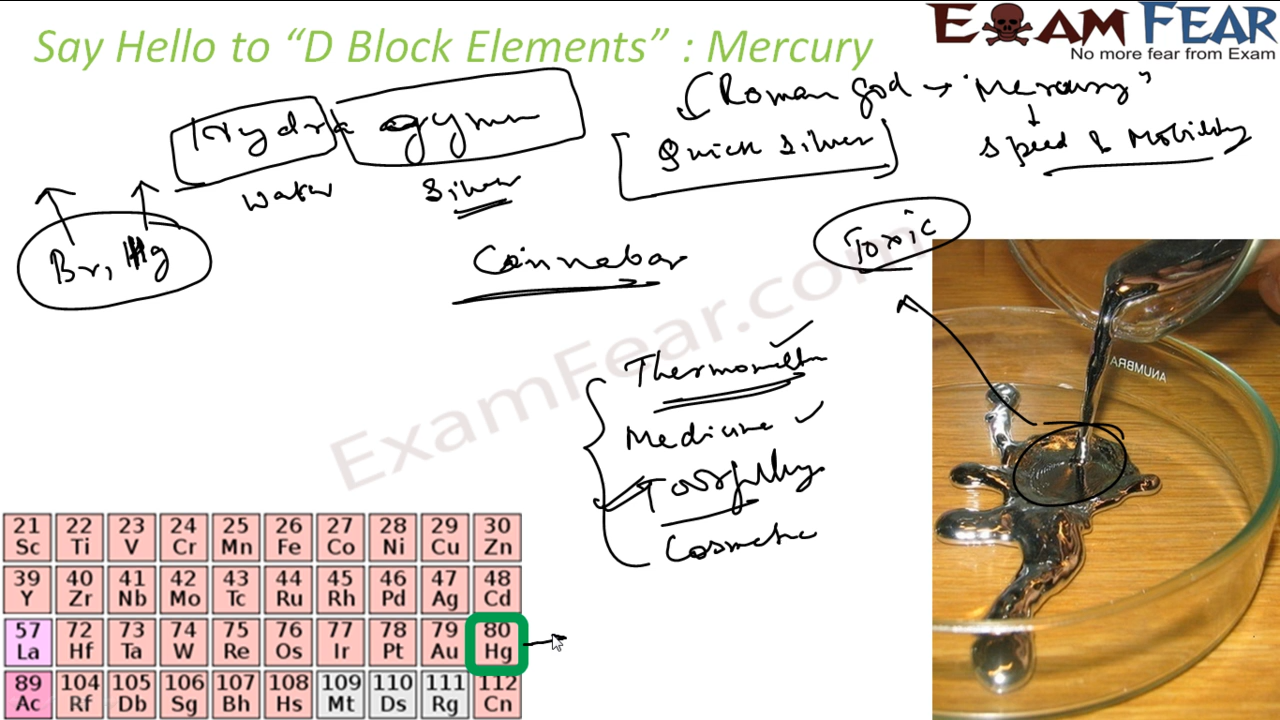 Say Hello to “D Block Elements” : Mercury
EXAM FEAR
No more fear from Exam
(Roman god → "Mercury"
Hydra gyrum
Quick Silver
Speed & Mobility
Water
Silver
Br, Hg
Toxic
Cinnabar
ExamFear.com
Thermometer
ANUMBRA
Medicine
Cosmetic
21 22 23 24 25 26 27 28 29 30
Sc Ti V Cr Mn Fe Co Ni Cu Zn
39 40 41 42 43 44 45 46 47 48
Y Zr Nb Mo Tc Ru Rh Pd Ag Cd
57 72 73 74 75 76 77 78 79 80
La Hf Ta W Re Os Ir Pt Au Hg
89 104 105 106 107 108 109 110 111 112
Ac Rf Db Sg Bh Hs Mt Ds Rg Cn